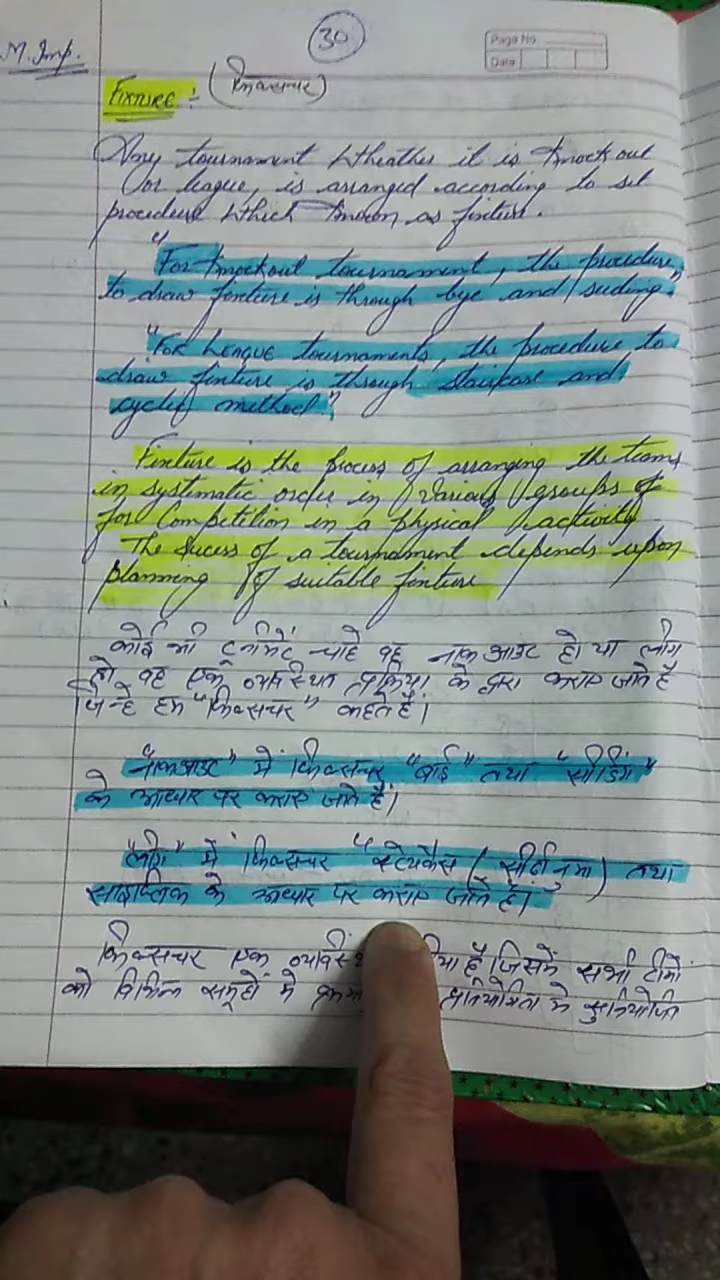 30
Page No
Date
M. Imp.
FIXTURE :- (फिक्सचर)
Any tournament Wheather it is Knock out
Or league, is arranged according to set
procedure Which Known as fixture.
"For Knockout tournament, the procedure
to draw fixture is through bye and seeding."
"For League tournaments, the procedure to
draw fixture is through staircase and
cyclic method."
Fixture is the process of arranging the teams
in systematic order in Various groups of
for Competition in a physical activity
The Sucess of a tournament depends upon
planning of suitable fixture
कोई भी टूर्नामेंट चाहे वह नाकआउट हो या लीग
हो वह एक व्यवस्थित प्रक्रिया के द्वारा कराए जाते है
जिन्हे हम "फिक्सचर" कहते हैं।
"नाकआउट" में फिक्सचर "बाई" तथा "सीडिंग"
के आधार पर कराए जाते हैं।
"लीग" में फिक्सचर "स्टेयरकैस (सीढ़ीनुमा) तथा
साइक्लिक के आधार पर कराए जाते हैं।
फिक्सचर एक है जिसमें सभी टीमों
को विभिन्न समूहों मे प्रतियोगिता मे सुनियोजित